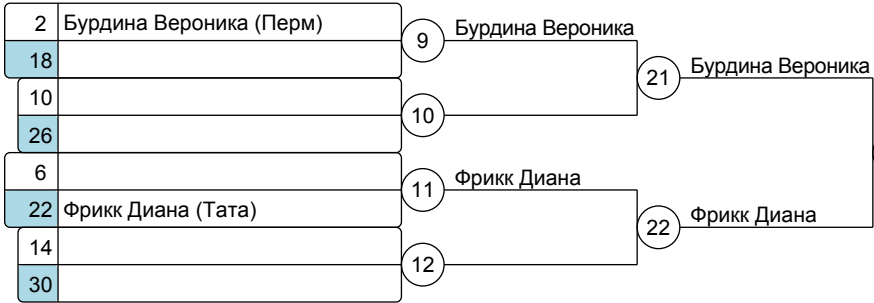 2 Бурдина Вероника (Перм)
18
9 Бурдина Вероника
10
26
10
21 Бурдина Вероника
6
22 Фрикк Диана (Тата)
11 Фрикк Диана
14
30
12
22 Фрикк Диана